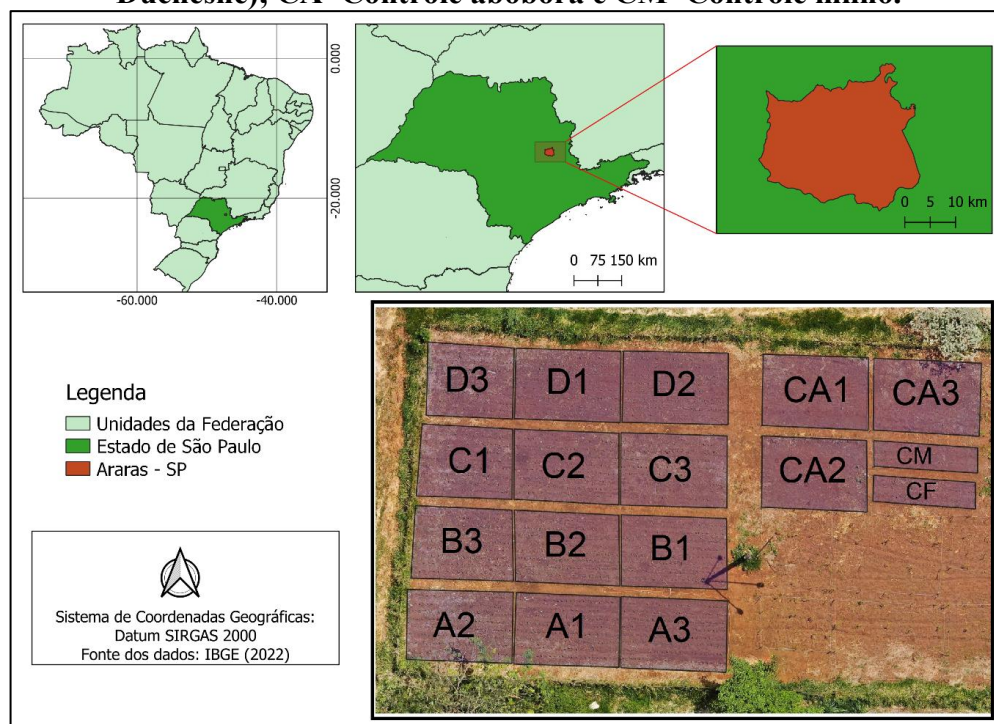 Duchesne); CA- Controle abóbora e CM- Controle milho.
0.000
-20.000
-60.000
-40.000
0 75 150 km
0 5 10 km
Legenda
Unidades da Federação
Estado de São Paulo
Araras - SP
Sistema de Coordenadas Geográficas:
Datum SIRGAS 2000
Fonte dos dados: IBGE (2022)
D3 D1 D2 CA1 CA3
C1 C2 C3 CA2 CM
CF
B3 B2 B1
A2 A1 A3